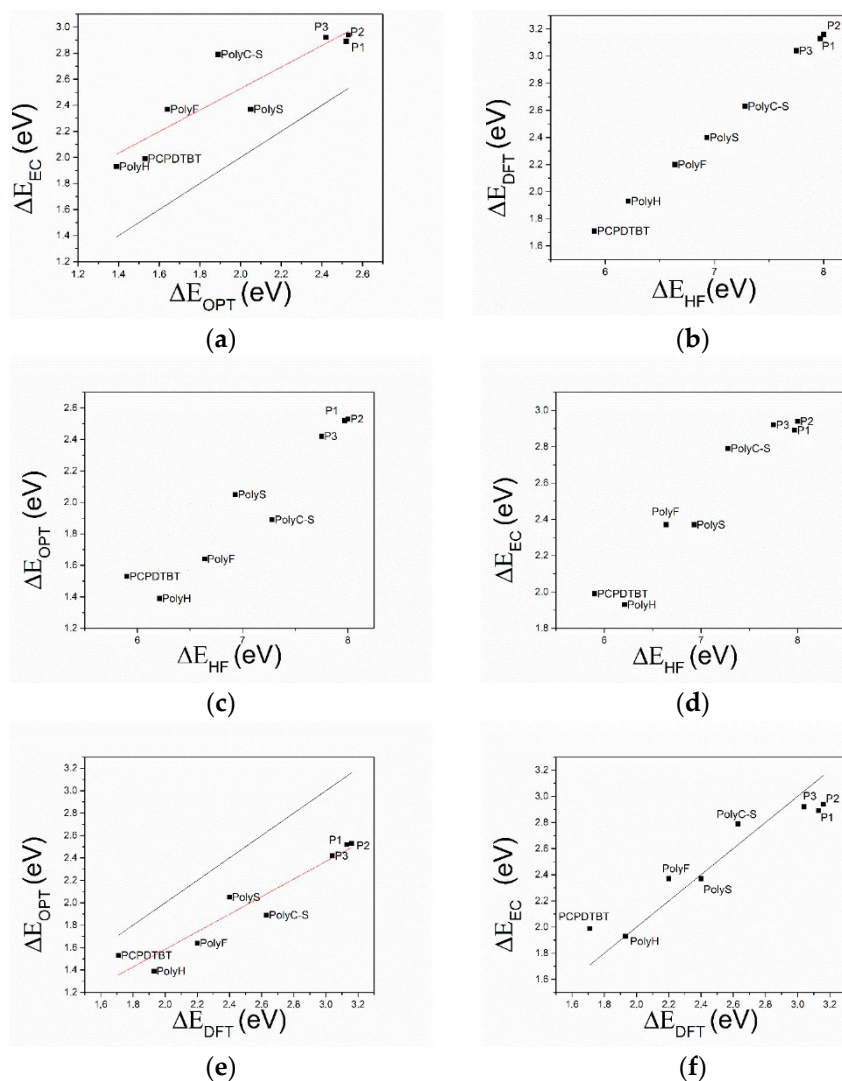 3.0
2.8
2.6
2.4
2.2
2.0
1.8
1.6
1.4
1.2
ΔE_EC (eV)
P3
P2
P1
PolyC-S
PolyF
PolyS
PCPDTBT
PolyH
1.2 1.4 1.6 1.8 2.0 2.2 2.4 2.6
ΔE_OPT (eV)
(a)
3.2
3.0
2.8
2.6
2.4
2.2
2.0
1.8
1.6
ΔE_DFT (eV)
P2
P3
P1
PolyC-S
PolyS
PolyF
PolyH
PCPDTBT
6 7 8
ΔE_HF (eV)
(b)
2.6
2.4
2.2
2.0
1.8
1.6
1.4
1.2
ΔE_OPT (eV)
P1
P2
P3
PolyS
PolyC-S
PolyF
PCPDTBT
PolyH
6 7 8
ΔE_HF (eV)
(c)
3.0
2.8
2.6
2.4
2.2
2.0
1.8
ΔE_EC (eV)
P3
P2
P1
PolyC-S
PolyF
PolyS
PCPDTBT
PolyH
6 7 8
ΔE_HF (eV)
(d)
3.2
3.0
2.8
2.6
2.4
2.2
2.0
1.8
1.6
1.4
1.2
ΔE_OPT (eV)
P1
P2
P3
PolyS
PolyC-S
PolyF
PCPDTBT
PolyH
1,6 1.8 2.0 2.2 2.4 2.6 2.8 3.0 3.2
ΔE_DFT (eV)
(e)
3.2
3.0
2.8
2.6
2.4
2.2
2.0
1.8
1.6
1.4
ΔE_EC (eV)
P3
P2
P1
PolyC-S
PolyF
PolyS
PCPDTBT
PolyH
1.6 1.8 2.0 2.2 2.4 2.6 2.8 3.0 3.2
ΔE_DFT (eV)
(f)